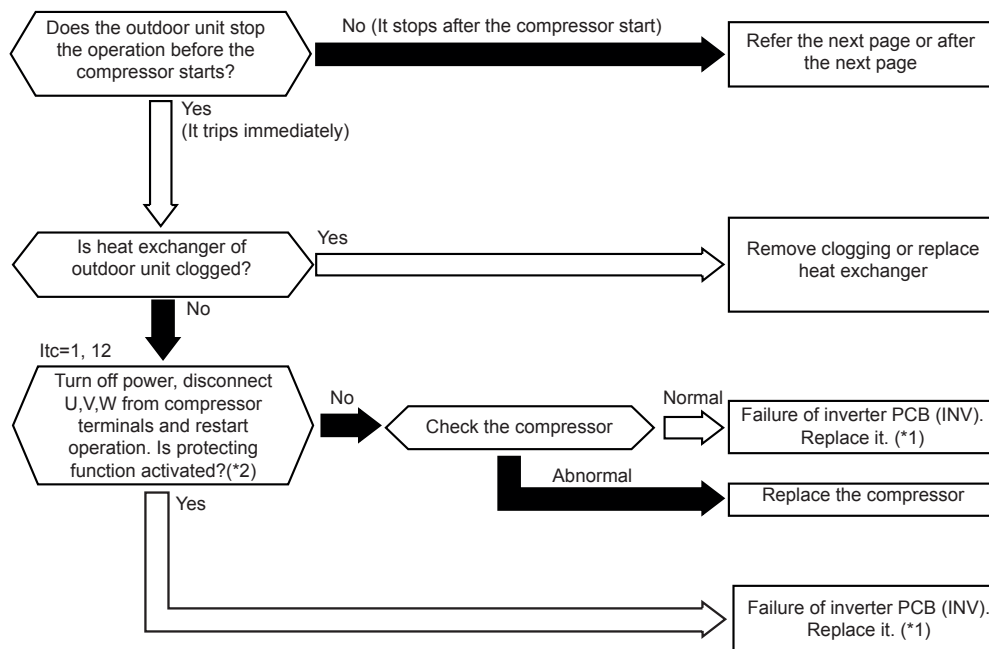 Does the outdoor unit stop
the operation before the
compressor starts?
No (It stops after the compressor start)
Refer the next page or after
the next page
Yes
(It trips immediately)
Is heat exchanger of
outdoor unit clogged?
Yes
Remove clogging or replace
heat exchanger
No
Itc=1, 12
Turn off power, disconnect
U,V,W from compressor
terminals and restart
operation. Is protecting
function activated?(*2)
No
Check the compressor
Normal
Failure of inverter PCB (INV).
Replace it. (*1)
Abnormal
Replace the compressor
Yes
Failure of inverter PCB (INV).
Replace it. (*1)